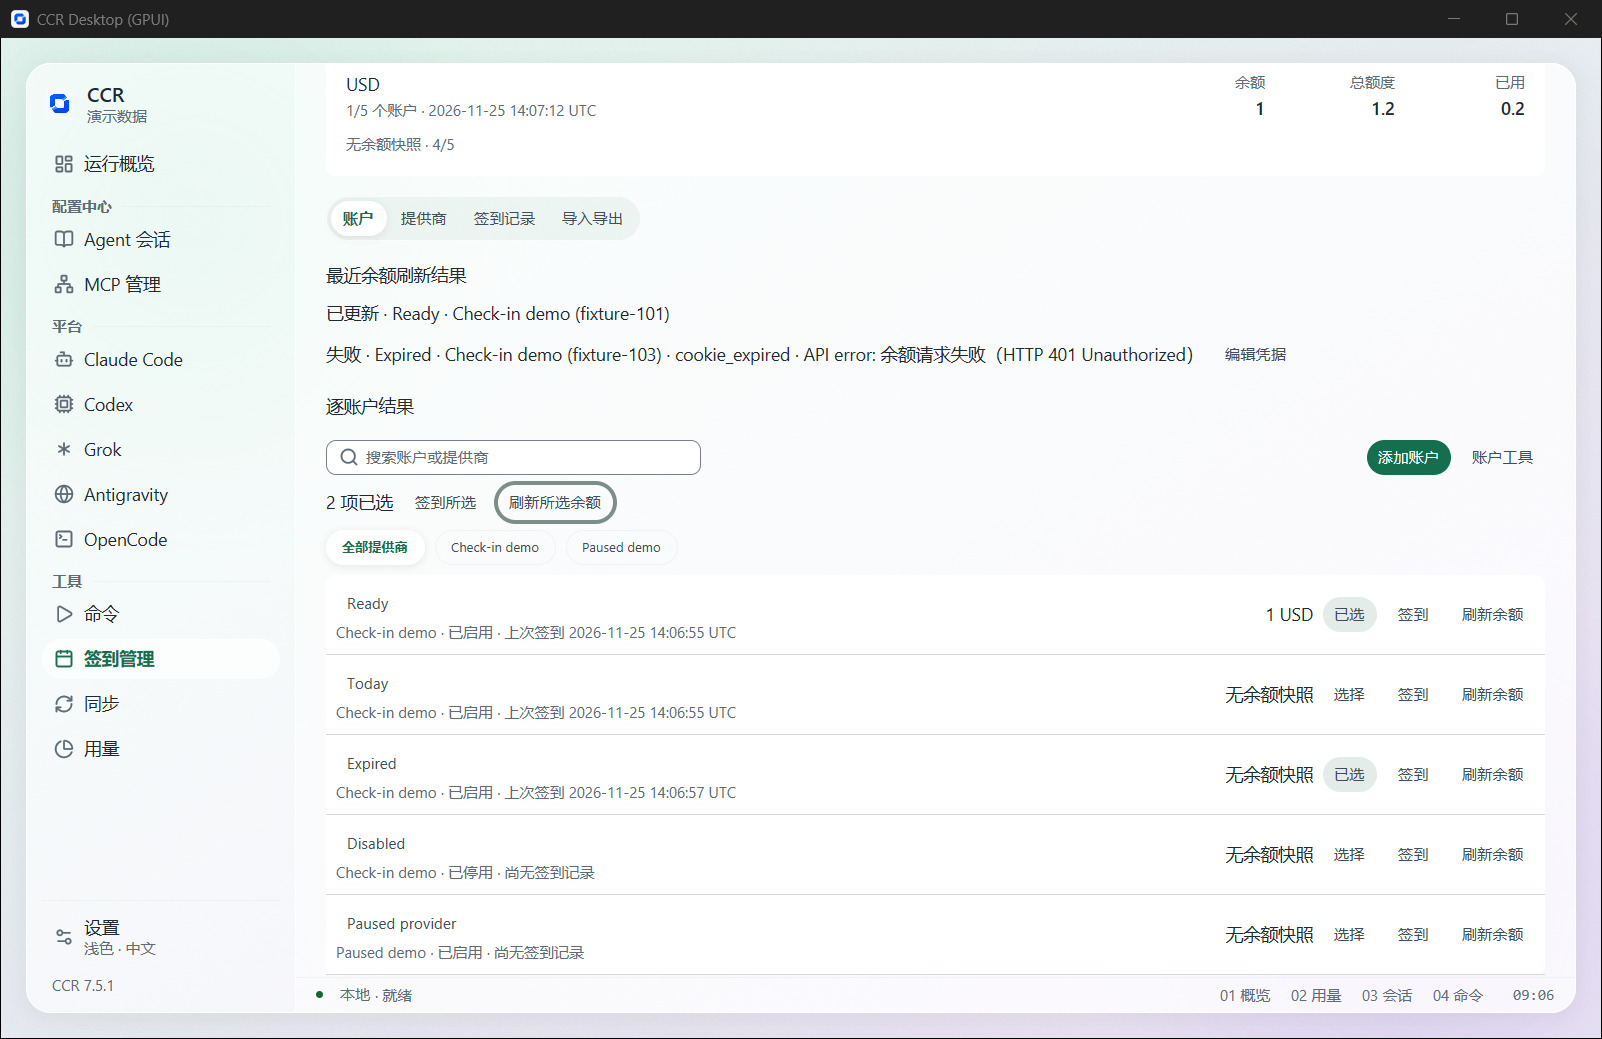 CCR Desktop (GPUI)
CCR
演示数据
运行概览
配置中心
Agent 会话
MCP 管理
平台
Claude Code
Codex
Grok
Antigravity
OpenCode
工具
命令
签到管理
同步
用量
设置
浅色 · 中文
CCR 7.5.1
USD
1/5 个账户 · 2026-11-25 14:07:12 UTC
无余额快照 · 4/5
余额 总额度 已用
1 1.2 0.2
账户 提供商 签到记录 导入导出
最近余额刷新结果
已更新 · Ready · Check-in demo (fixture-101)
失败 · Expired · Check-in demo (fixture-103) · cookie_expired · API error: 余额请求失败（HTTP 401 Unauthorized） 编辑凭据
逐账户结果
搜索账户或提供商 添加账户 账户工具
2 项已选 签到所选 刷新所选余额
全部提供商 Check-in demo Paused demo
Ready
Check-in demo · 已启用 · 上次签到 2026-11-25 14:06:55 UTC
1 USD 已选 签到 刷新余额
Today
Check-in demo · 已启用 · 上次签到 2026-11-25 14:06:55 UTC
无余额快照 选择 签到 刷新余额
Expired
Check-in demo · 已启用 · 上次签到 2026-11-25 14:06:57 UTC
无余额快照 已选 签到 刷新余额
Disabled
Check-in demo · 已停用 · 尚无签到记录
无余额快照 选择 签到 刷新余额
Paused provider
Paused demo · 已启用 · 尚无签到记录
无余额快照 选择 签到 刷新余额
本地 · 就绪 01 概览 02 用量 03 会话 04 命令 09:06